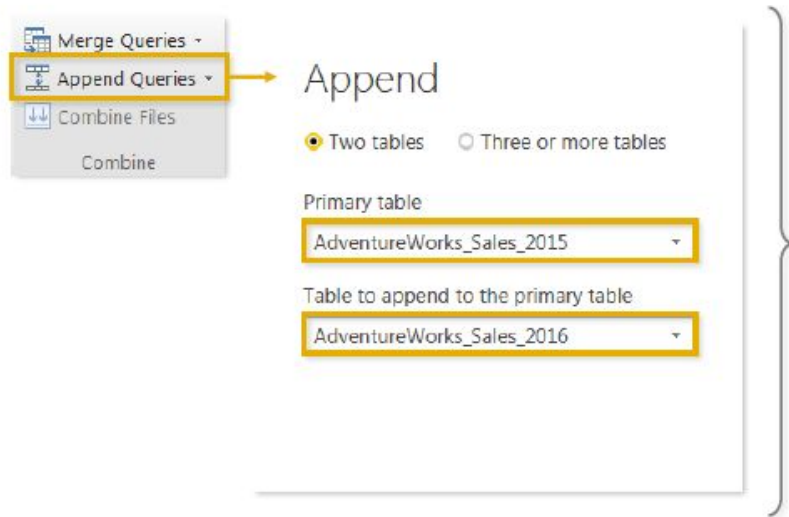 Merge Queries
Append Queries
Combine Files
Combine
Append
Two tables
Three or more tables
Primary table
AdventureWorks_Sales_2015
Table to append to the primary table
AdventureWorks_Sales_2016